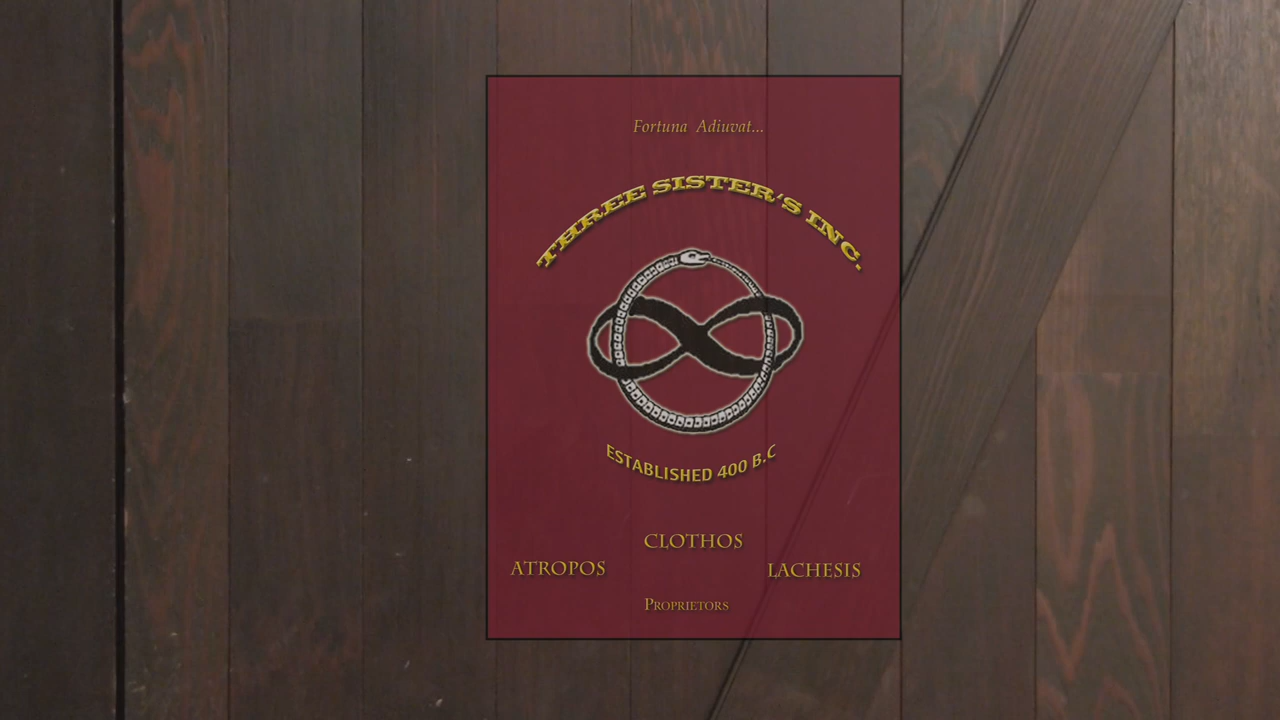 Fortuna Adiuvat...
THREE SISTER'S INC.
ESTABLISHED 400 B.C
CLOTHOS
ATROPOS
LACHESIS
PROPRIETORS